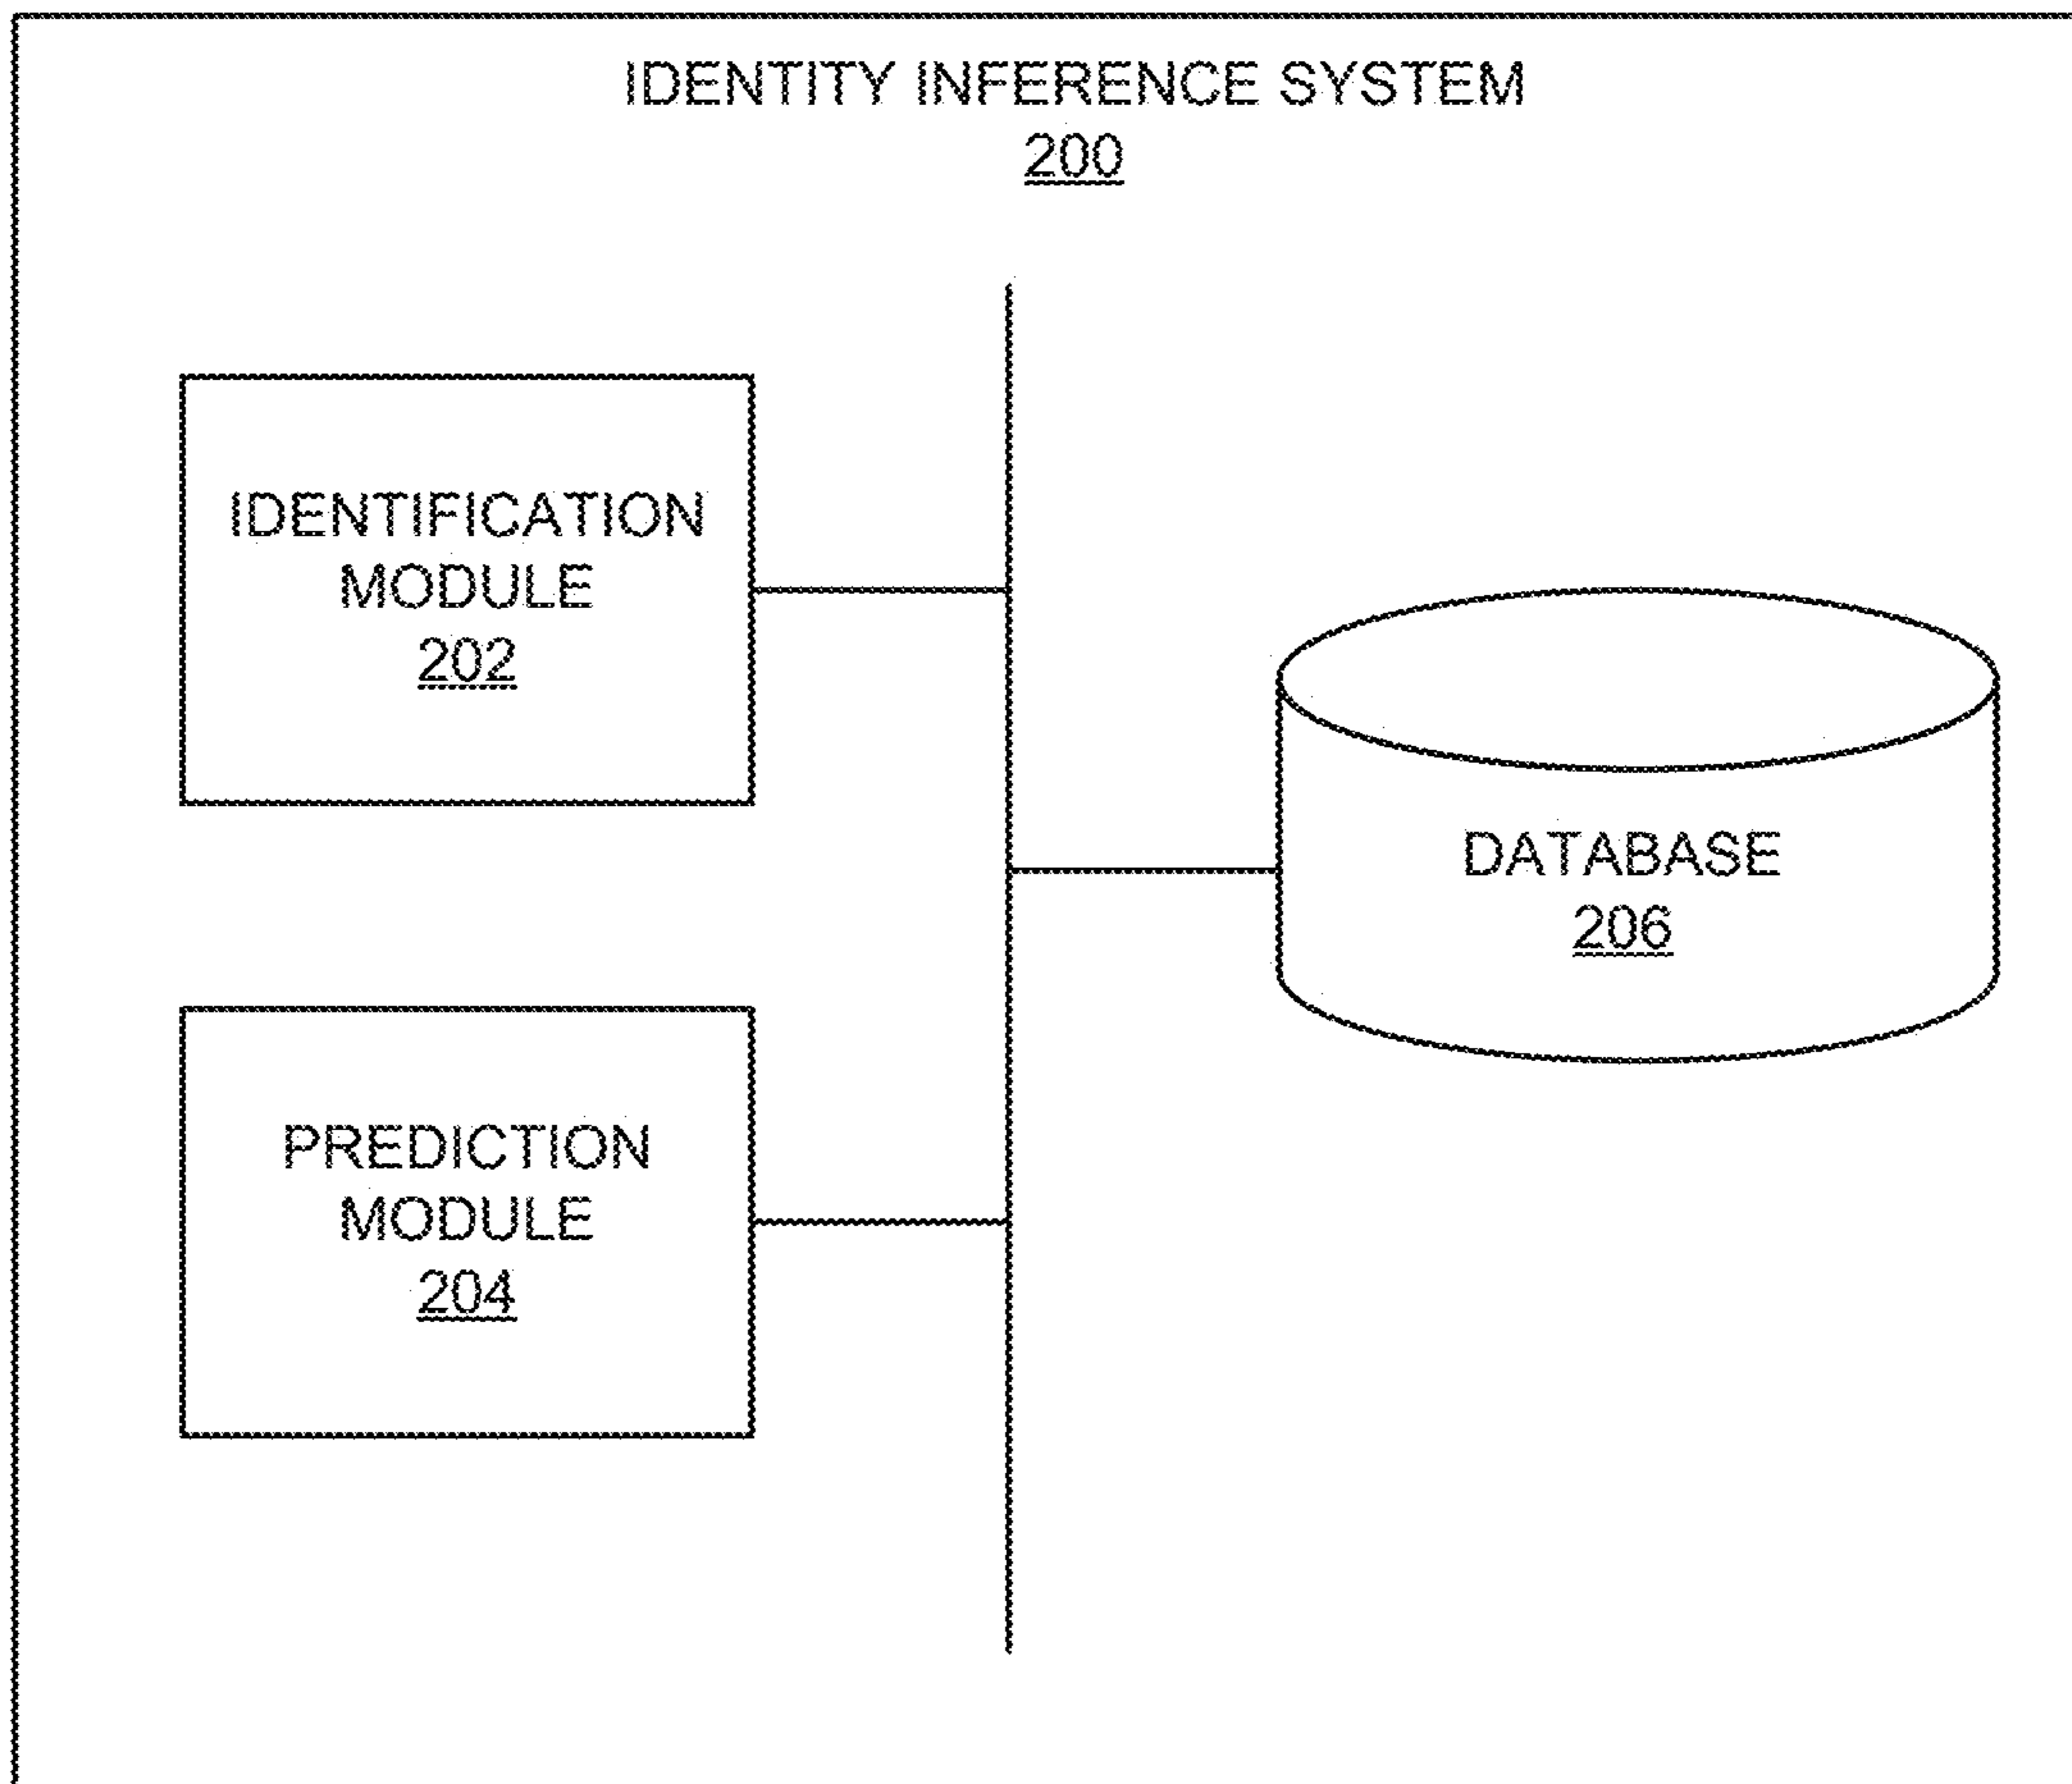 IDENTITY INFERENCE SYSTEM
200
IDENTIFICATION
MODULE
202
DATABASE
206
PREDICTION
MODULE
204